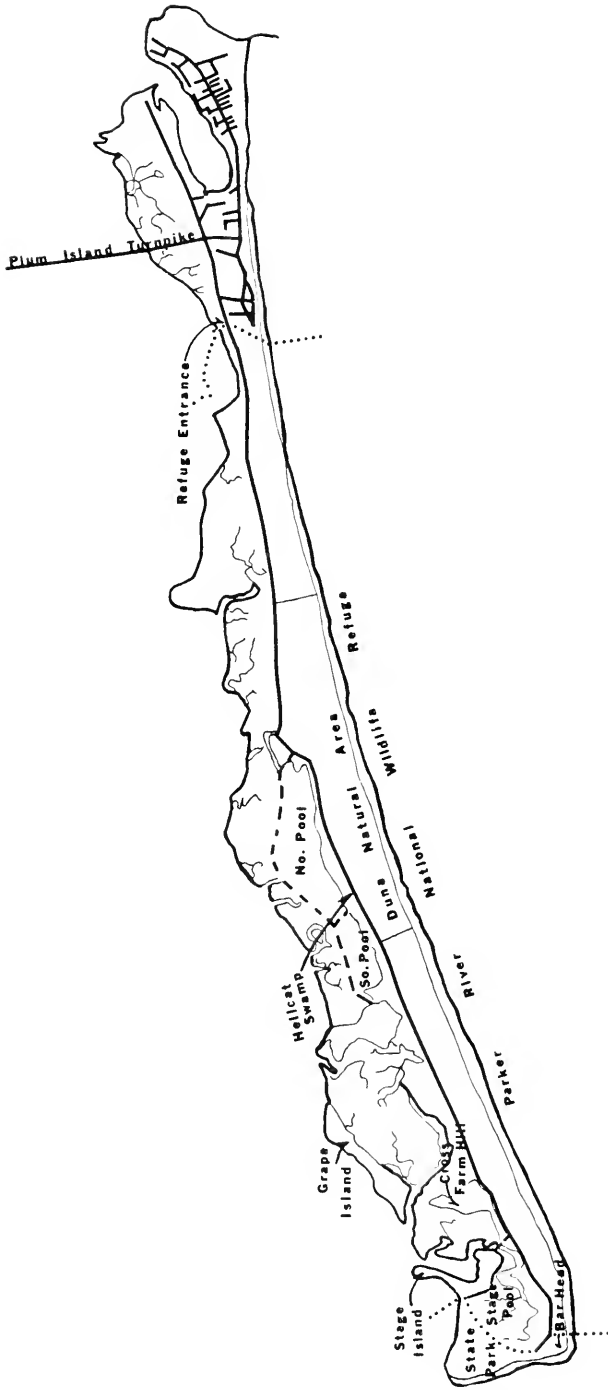 Plum Island Turnpike
Refuge Entrance
No. Pool
Dune Natural Area
Hellcat
Swamp
So. Pool
Parker River National Wildlife Refuge
Grape
Island
Cross
Farm Hill
Stage
Island
State
Park
Stage
Pool
Bar Head